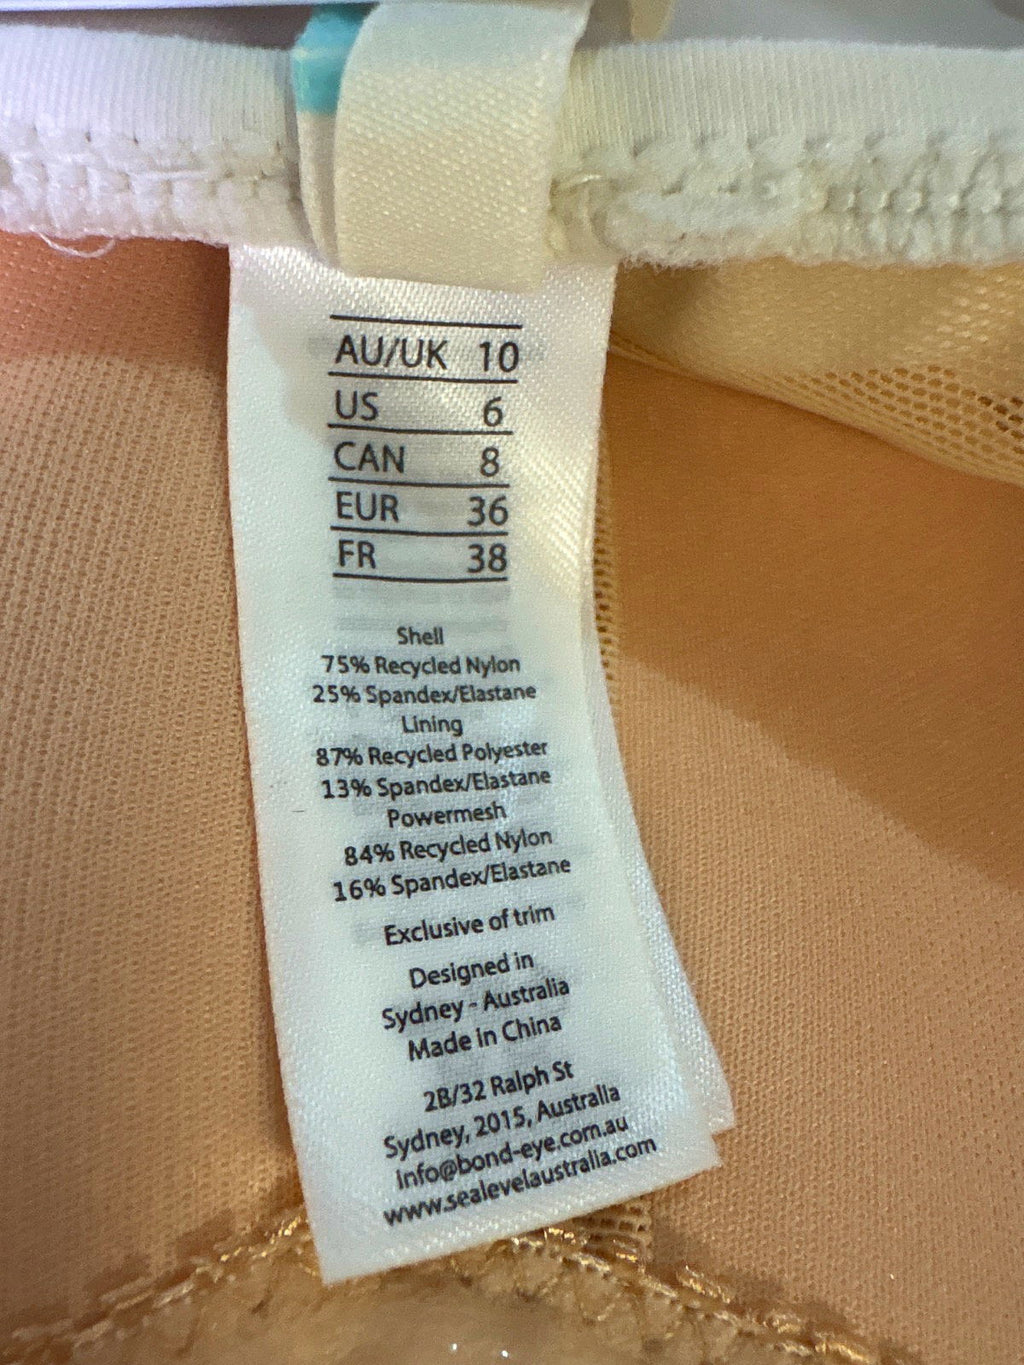 AU/UK 10
US 6
CAN 8
EUR 36
FR 38
Shell
75% Recycled Nylon
25% Spandex/Elastane
Lining
87% Recycled Polyester
13% Spandex/Elastane
Powermesh
84% Recycled Nylon
16% Spandex/Elastane
Exclusive of trim
Designed in
Sydney - Australia
Made in China
2B/32 Ralph St
Sydney, 2015, Australia
Info@bond-eye.com.au
www.sealevelaustralia.com